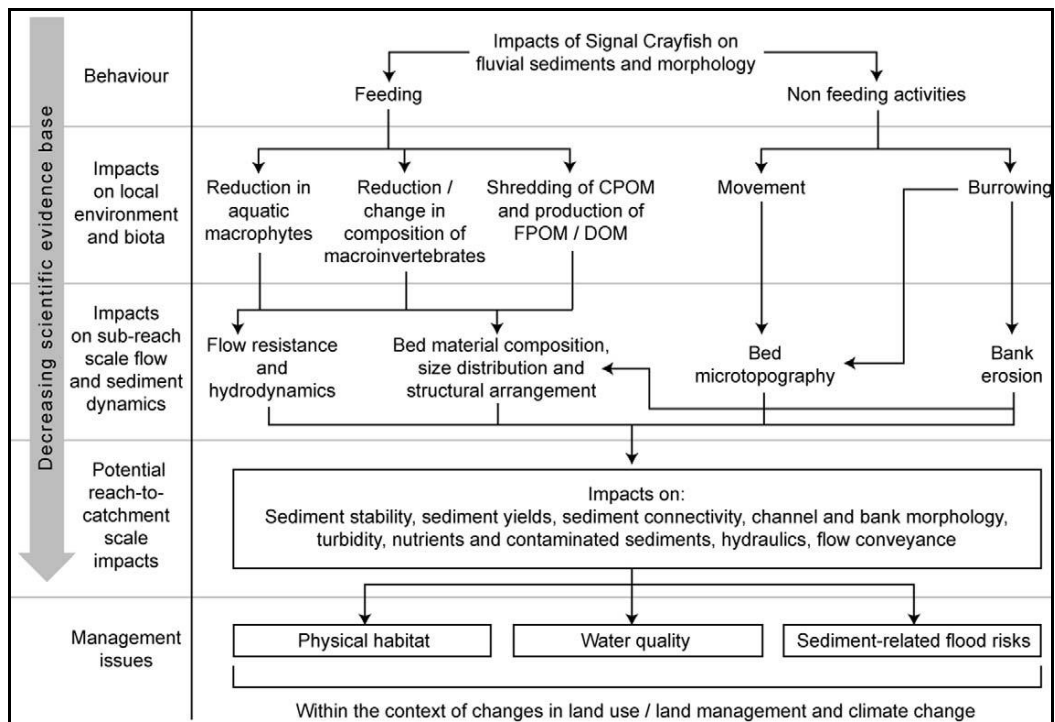 Decreasing scientific evidence base
Behaviour
Impacts of Signal Crayfish on
fluvial sediments and morphology
Feeding
Non feeding activities
Impacts
on local
environment
and biota
Reduction in
aquatic
macrophytes
Reduction /
change in
composition of
macroinvertebrates
Shredding of CPOM
and production of
FPOM / DOM
Movement
Burrowing
Impacts
on sub-reach
scale flow
and sediment
dynamics
Flow resistance
and
hydrodynamics
Bed material composition,
size distribution and
structural arrangement
Bed
microtopography
Bank
erosion
Potential
reach-to-
catchment
scale
impacts
Impacts on:
Sediment stability, sediment yields, sediment connectivity, channel and bank morphology,
turbidity, nutrients and contaminated sediments, hydraulics, flow conveyance
Management
issues
Physical habitat
Water quality
Sediment-related flood risks
Within the context of changes in land use / land management and climate change